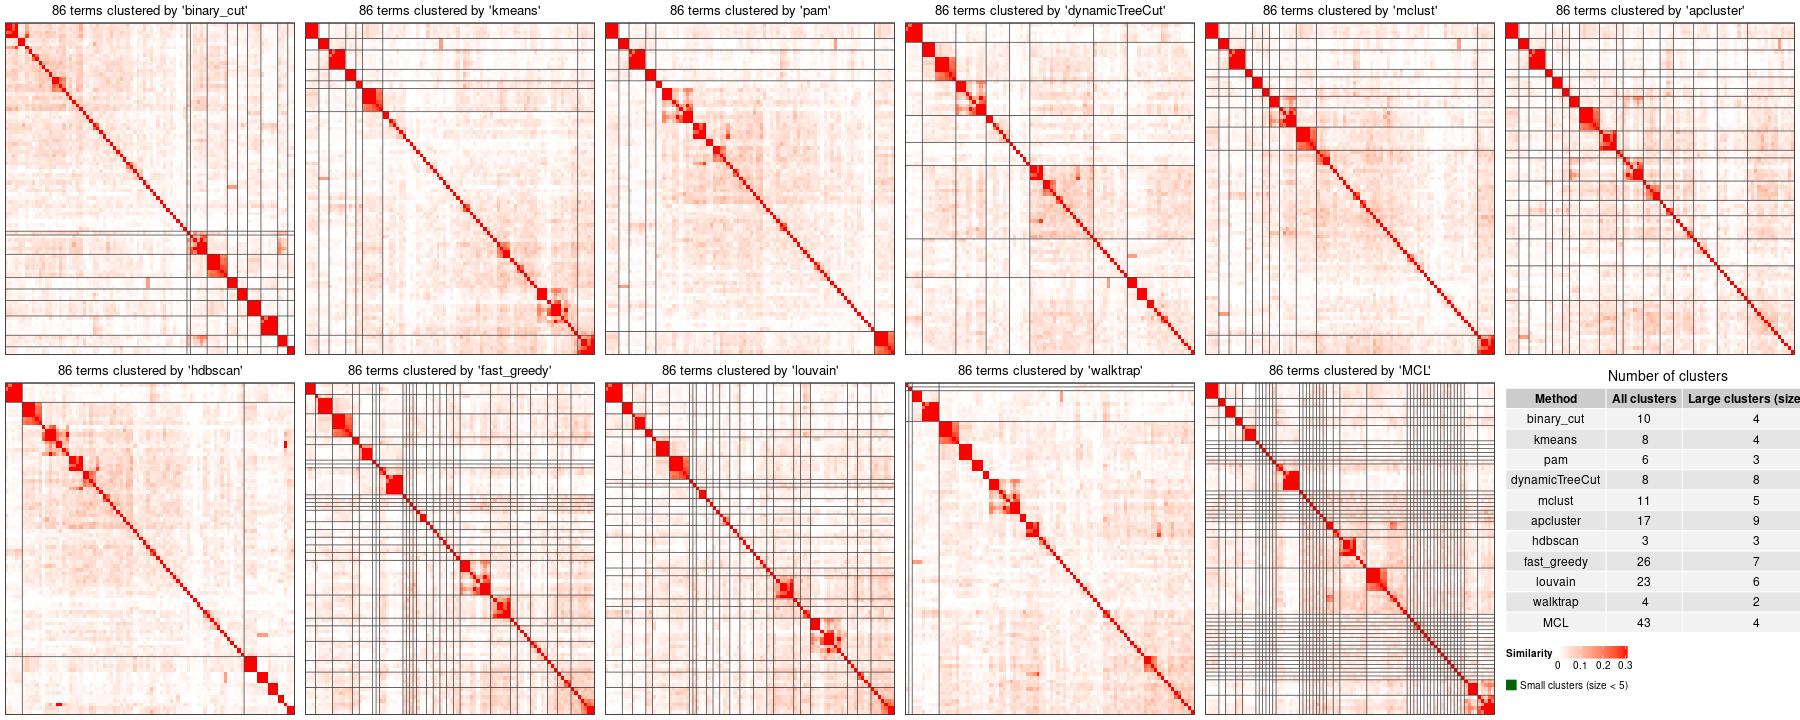 86 terms clustered by 'binary_cut'
86 terms clustered by 'kmeans'
86 terms clustered by 'pam'
86 terms clustered by 'dynamicTreeCut'
86 terms clustered by 'mclust'
86 terms clustered by 'apcluster'
86 terms clustered by 'hdbscan'
86 terms clustered by 'fast_greedy'
86 terms clustered by 'louvain'
86 terms clustered by 'walktrap'
86 terms clustered by 'MCL'
Number of clusters
Method All clusters Large clusters (size
binary_cut 10 4
kmeans 8 4
pam 6 3
dynamicTreeCut 8 8
mclust 11 5
apcluster 17 9
hdbscan 3 3
fast_greedy 26 7
louvain 23 6
walktrap 4 2
MCL 43 4
Similarity
0 0.1 0.2 0.3
Small clusters (size < 5)